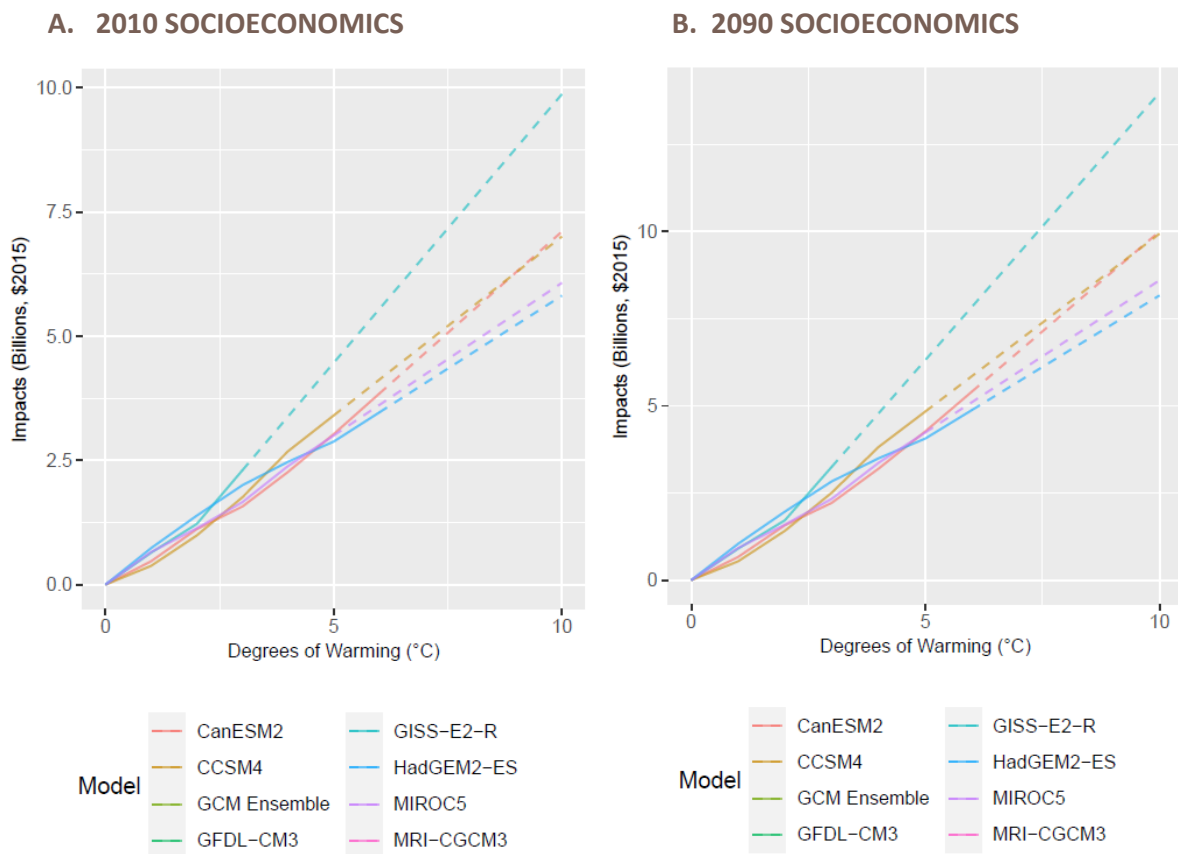 A. 2010 SOCIOECONOMICS
10.0
7.5
5.0
2.5
0.0
Impacts (Billions, $2015)
0 5 10
Degrees of Warming (°C)
Model
CanESM2 GISS−E2−R
CCSM4 HadGEM2−ES
GCM Ensemble MIROC5
GFDL−CM3 MRI−CGCM3
B. 2090 SOCIOECONOMICS
10
5
0
Impacts (Billions, $2015)
0 5 10
Degrees of Warming (°C)
Model
CanESM2 GISS−E2−R
CCSM4 HadGEM2−ES
GCM Ensemble MIROC5
GFDL−CM3 MRI−CGCM3